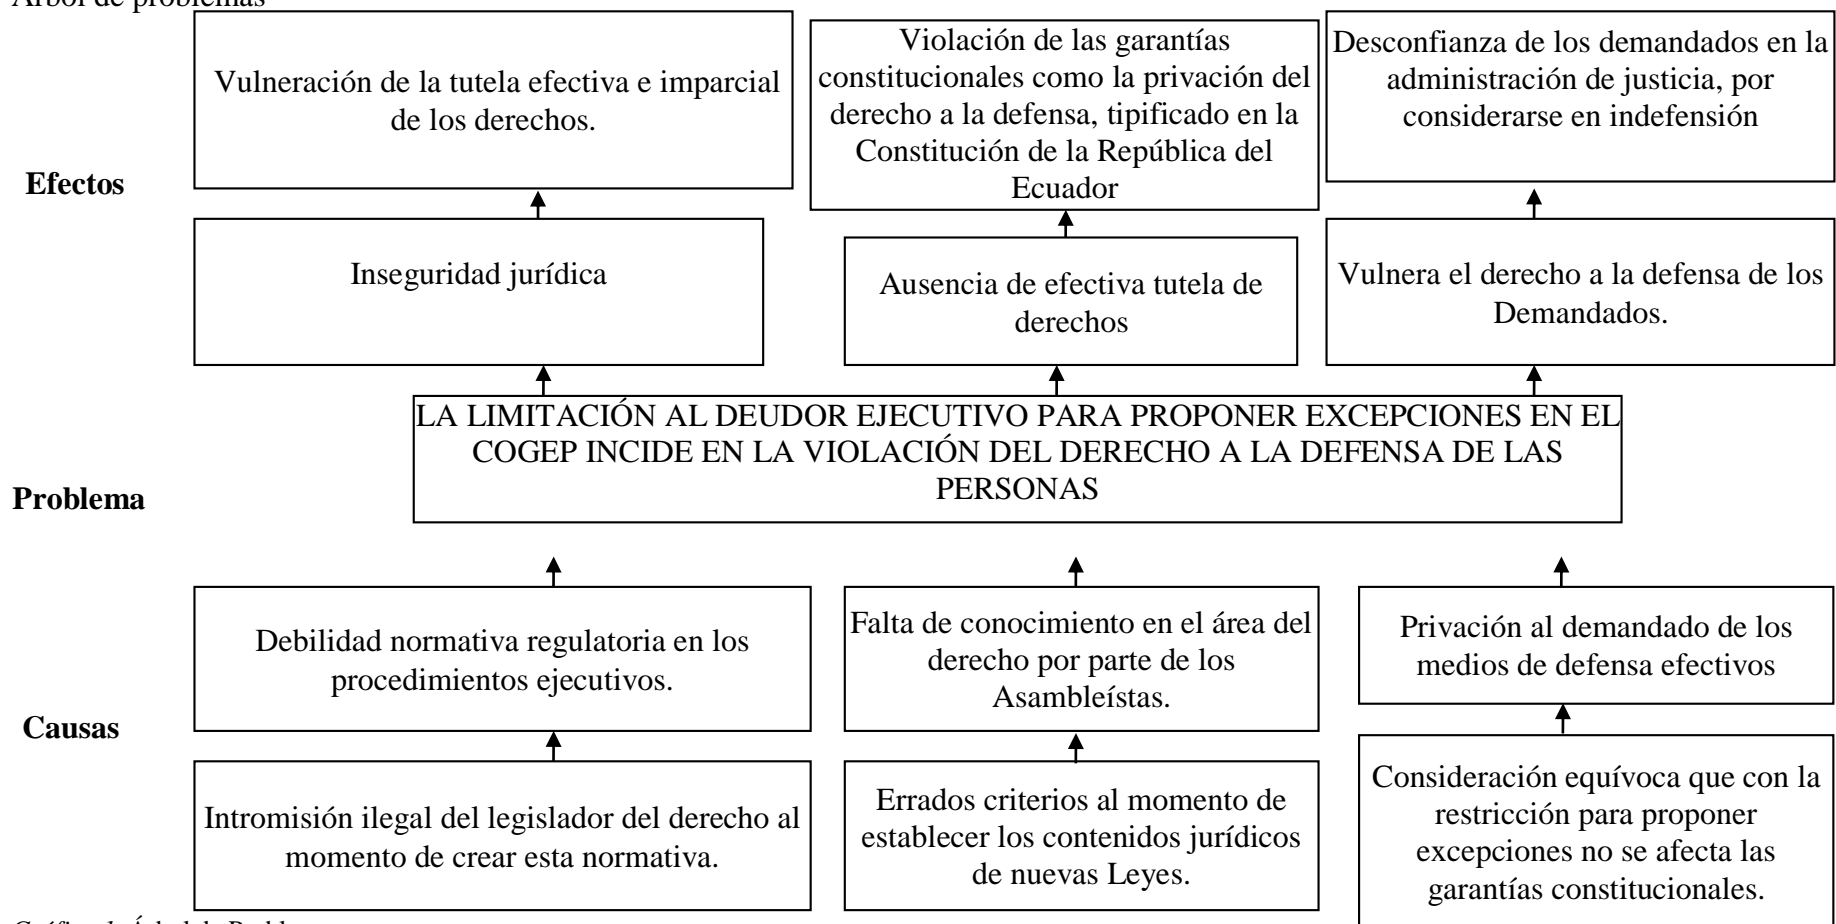 Árbol de problemas
Vulneración de la tutela efectiva e imparcial
de los derechos.
Violación de las garantías
constitucionales como la privación del
derecho a la defensa, tipificado en la
Constitución de la República del
Ecuador
Desconfianza de los demandados en la
administración de justicia, por
considerarse en indefensión
Efectos
Inseguridad jurídica
Ausencia de efectiva tutela de
derechos
Vulnera el derecho a la defensa de los
Demandados.
LA LIMITACIÓN AL DEUDOR EJECUTIVO PARA PROPONER EXCEPCIONES EN EL
COGEP INCIDE EN LA VIOLACIÓN DEL DERECHO A LA DEFENSA DE LAS
PERSONAS
Problema
Debilidad normativa regulatoria en los
procedimientos ejecutivos.
Falta de conocimiento en el área del
derecho por parte de los
Asambleístas.
Privación al demandado de los
medios de defensa efectivos
Causas
Intromisión ilegal del legislador del derecho al
momento de crear esta normativa.
Errados criterios al momento de
establecer los contenidos jurídicos
de nuevas Leyes.
Consideración equívoca que con la
restricción para proponer
excepciones no se afecta las
garantías constitucionales.
Gráfico 1. Árbol de